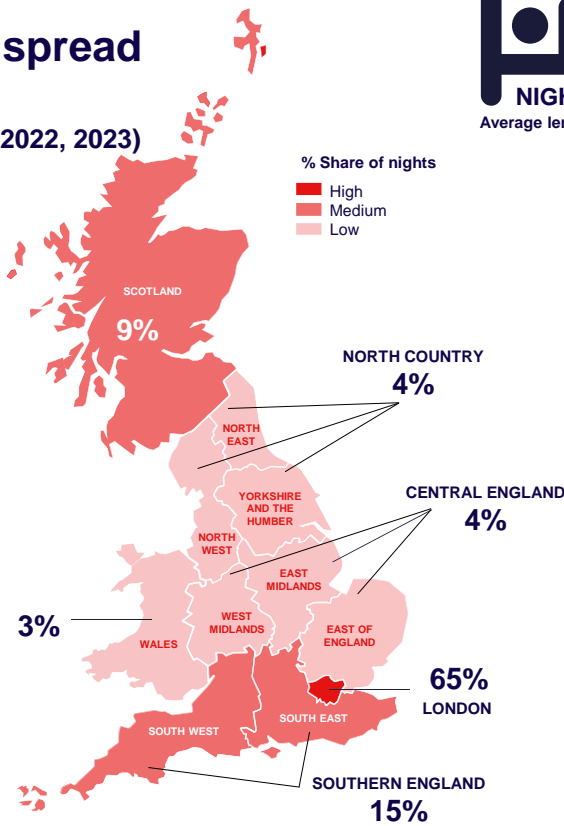 spread
2022, 2023)
NIGH
Average len
% Share of nights
High
Medium
Low
SCOTLAND
9%
NORTH COUNTRY
4%
NORTH
EAST
YORKSHIRE
AND THE
HUMBER
CENTRAL ENGLAND
4%
NORTH
WEST
EAST
MIDLANDS
WEST
MIDLANDS
EAST OF
ENGLAND
3%
WALES
65%
LONDON
SOUTH EAST
SOUTH WEST
SOUTHERN ENGLAND
15%